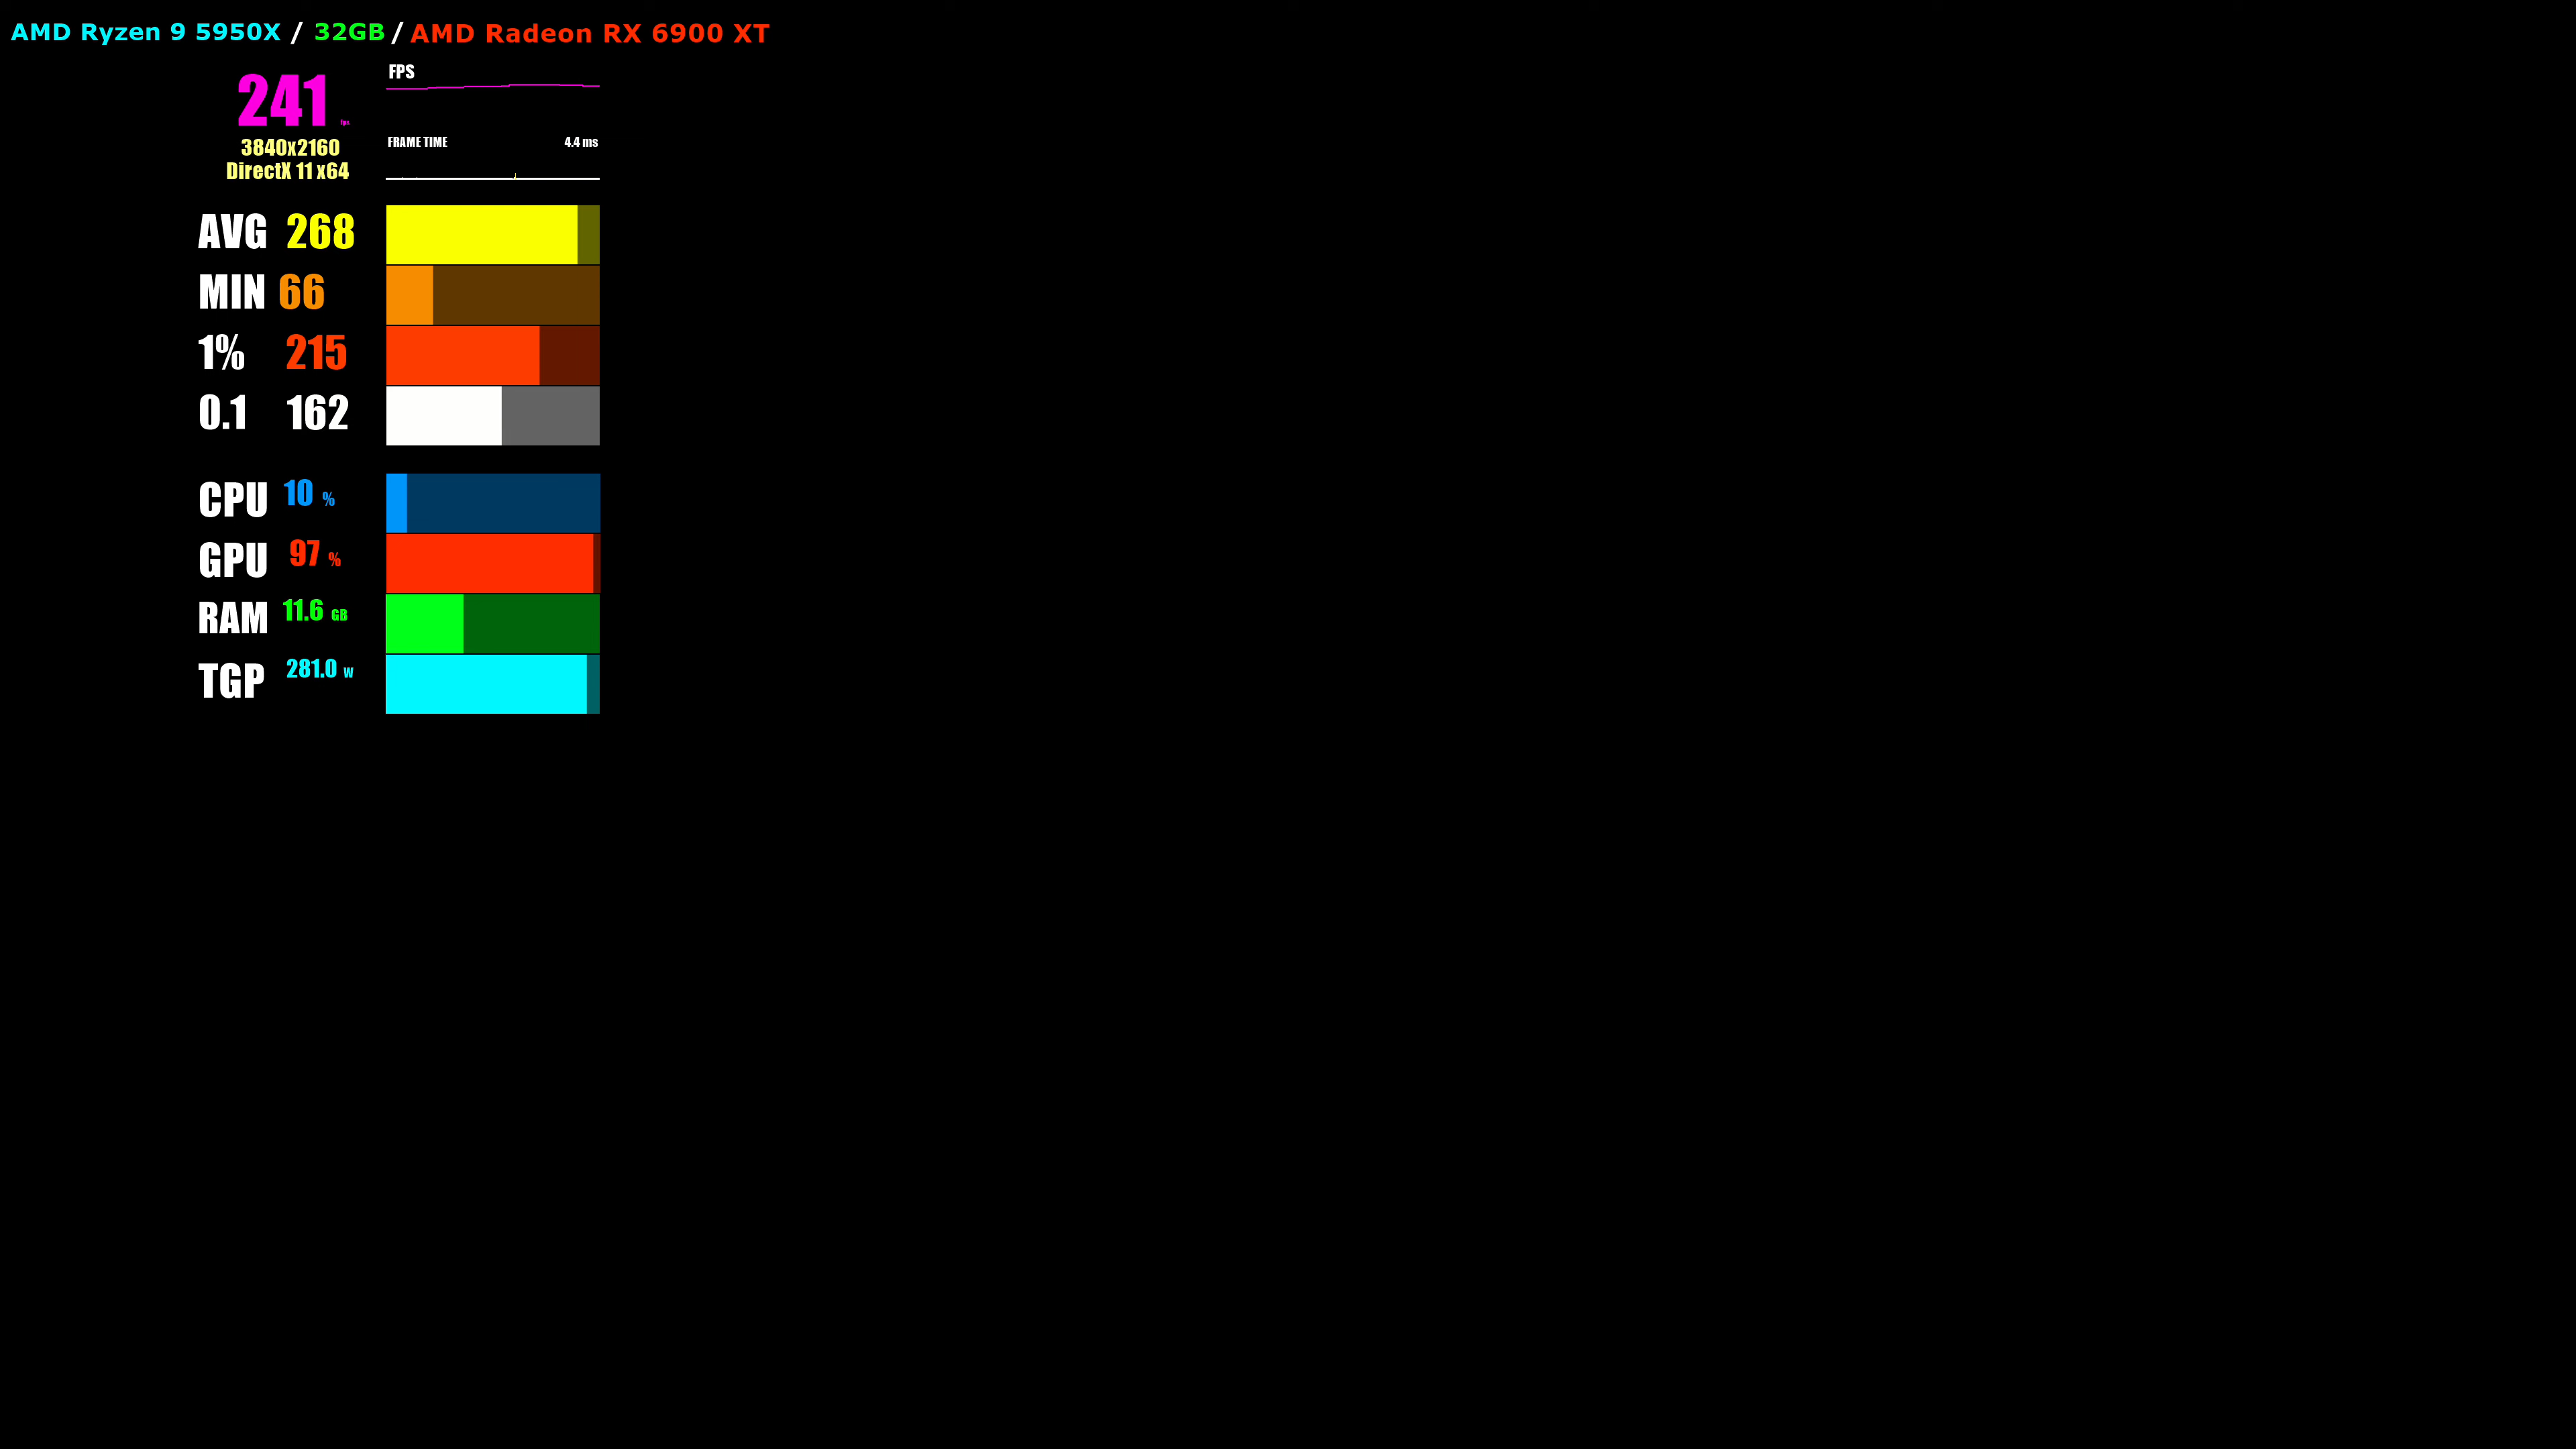 AMD Ryzen 9 5950X / 32GB / AMD Radeon RX 6900 XT
241 fps
3840x2160
DirectX 11 x64
FPS
FRAME TIME 4.4 ms
AVG 268
MIN 66
1% 215
0.1 162
CPU 10 %
GPU 97 %
RAM 11.6 GB
TGP 281.0 W